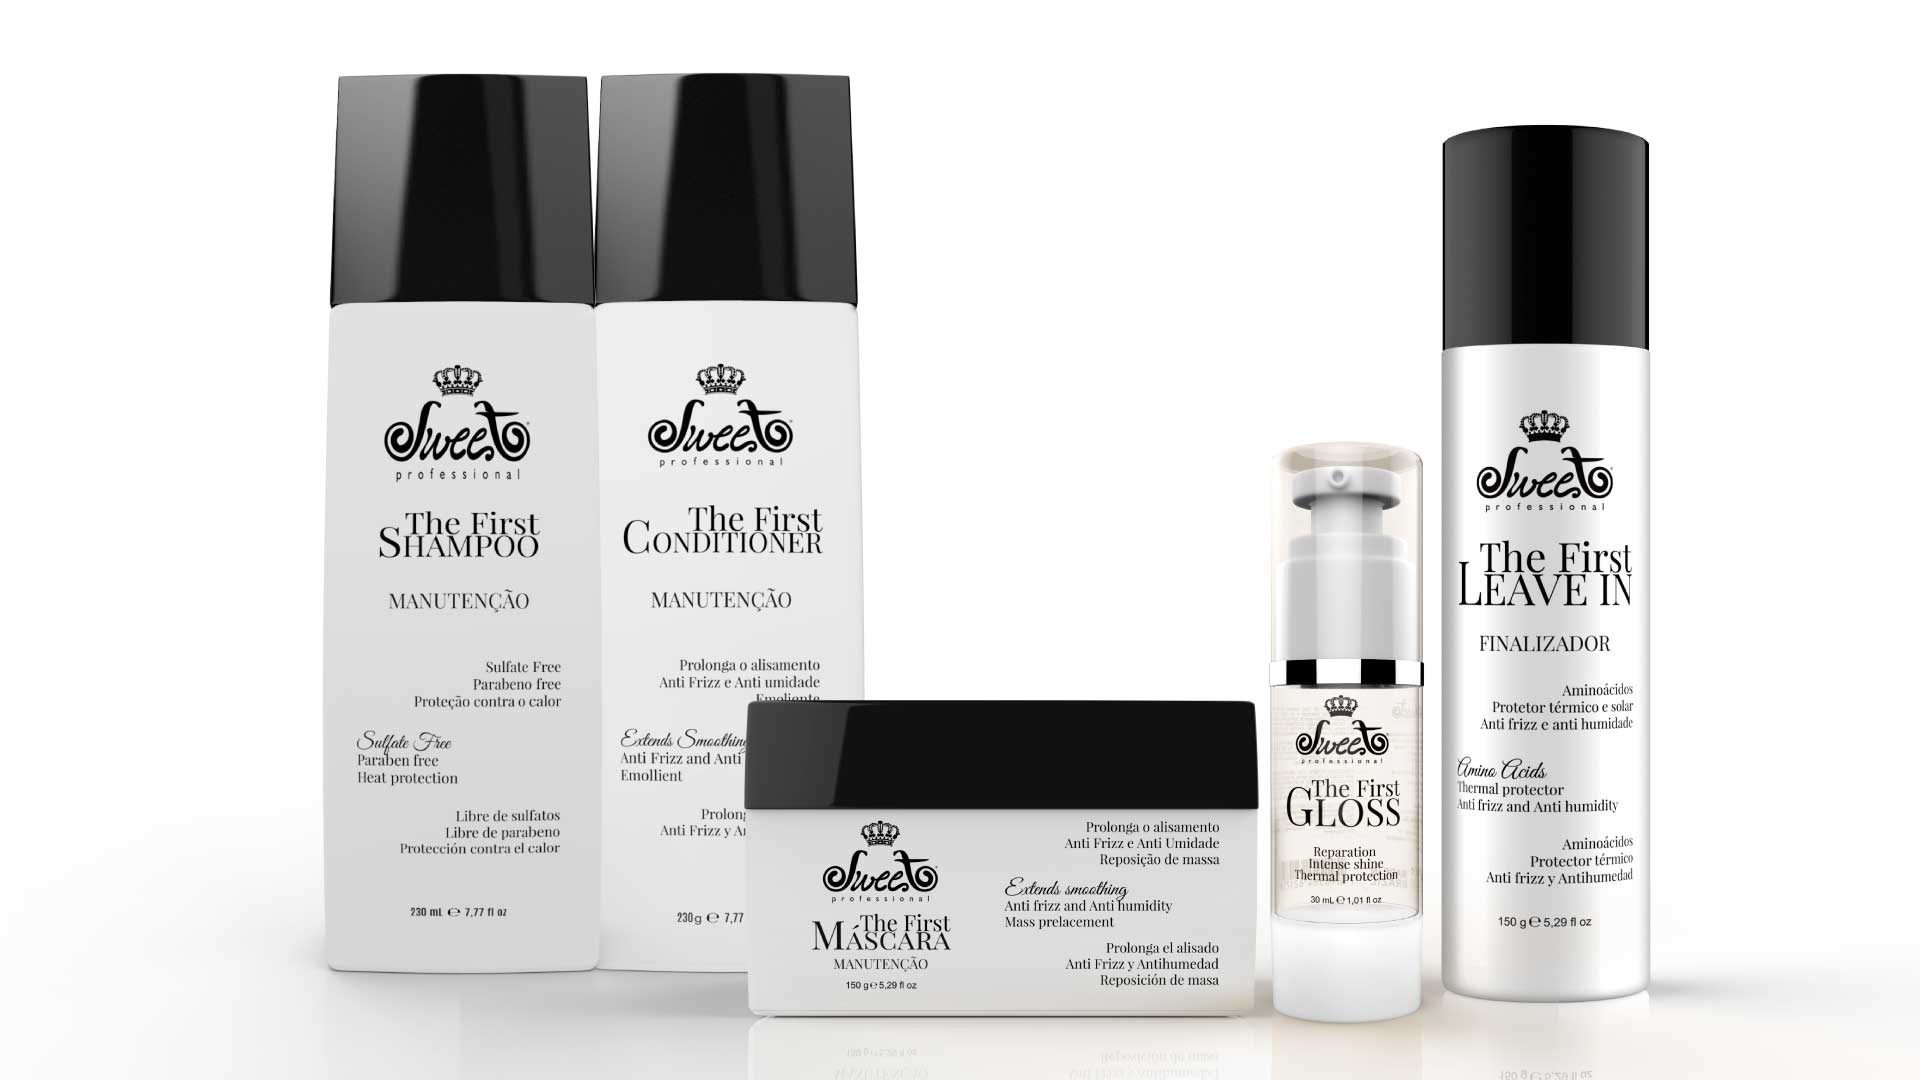 Sweet
professional
The First
SHAMPOO
MANUTENÇÃO
Sulfate Free
Parabeno free
Proteção contra o calor
Sulfate Free
Paraben free
Heat protection
Libre de sulfatos
Libre de parabeno
Protección contra el calor
230 mL ℮ 7,77 fl oz
Sweet
professional
The First
CONDITIONER
MANUTENÇÃO
Prolonga o alisamento
Anti Frizz e Anti umidade
Emoliente
Extends Smoothing
Anti Frizz and Anti
Emollient
Prolong
Anti Frizz y An
230g ℮ 7,77
Sweet
professional
The First
MÁSCARA
MANUTENÇÃO
150 g ℮ 5,29 fl oz
Prolonga o alisamento
Anti Frizz e Anti Umidade
Reposição de massa
Extends smoothing
Anti frizz and Anti humidity
Mass prelacement
Prolonga el alisado
Anti Frizz y Antihumedad
Reposición de masa
Sweet
professional
The First
GLOSS
Reparation
Intense shine
Thermal protection
30 mL ℮ 1,01 fl oz
Sweet
professional
The First
LEAVE IN
FINALIZADOR
Aminoácidos
Protetor térmico e solar
Anti frizz e anti humidade
Amino Acids
Thermal protector
Anti frizz and Anti humidity
Aminoácidos
Protector térmico
Anti frizz y Antihumedad
150 g ℮ 5,29 fl oz